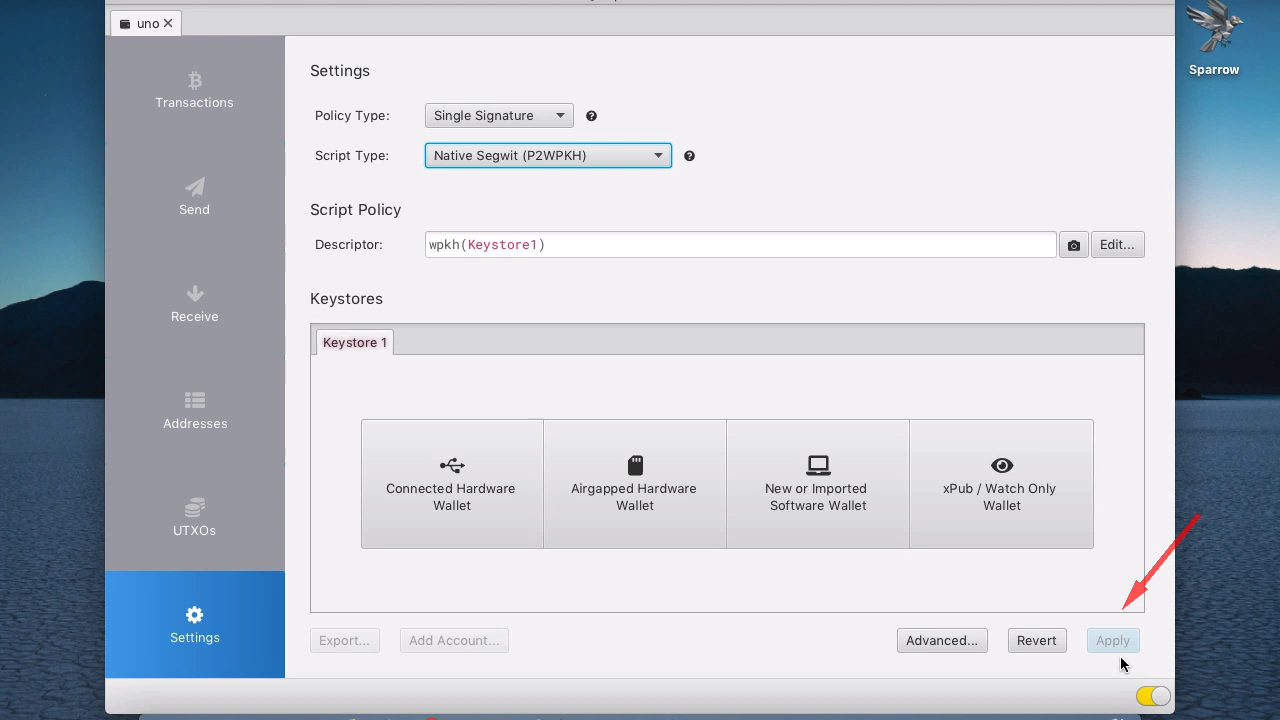 uno
Sparrow
Transactions
Send
Receive
Addresses
UTXOs
Settings
Settings
Policy Type:
Single Signature
Script Type:
Native Segwit (P2WPKH)
Script Policy
Descriptor:
wpkh(Keystore1)
Edit...
Keystores
Keystore 1
Connected Hardware
Wallet
Airgapped Hardware
Wallet
New or Imported
Software Wallet
xPub / Watch Only
Wallet
Export...
Add Account...
Advanced...
Revert
Apply